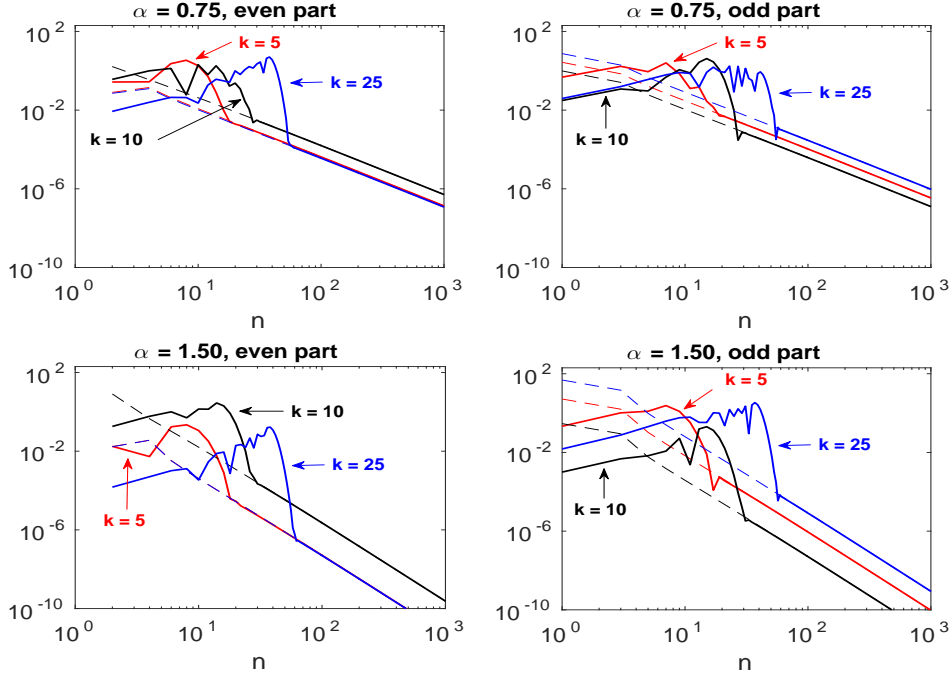 α = 0.75, even part
10^2
10^-2
10^-6
10^-10
k = 5
k = 25
k = 10
10^0
10^1
10^2
10^3
n
α = 0.75, odd part
10^2
10^-2
10^-6
10^-10
k = 5
k = 25
k = 10
10^0
10^1
10^2
10^3
n
α = 1.50, even part
10^2
10^-2
10^-6
10^-10
k = 10
k = 25
k = 5
10^0
10^1
10^2
10^3
n
α = 1.50, odd part
10^2
10^-2
10^-6
10^-10
k = 5
k = 25
k = 10
10^0
10^1
10^2
10^3
n